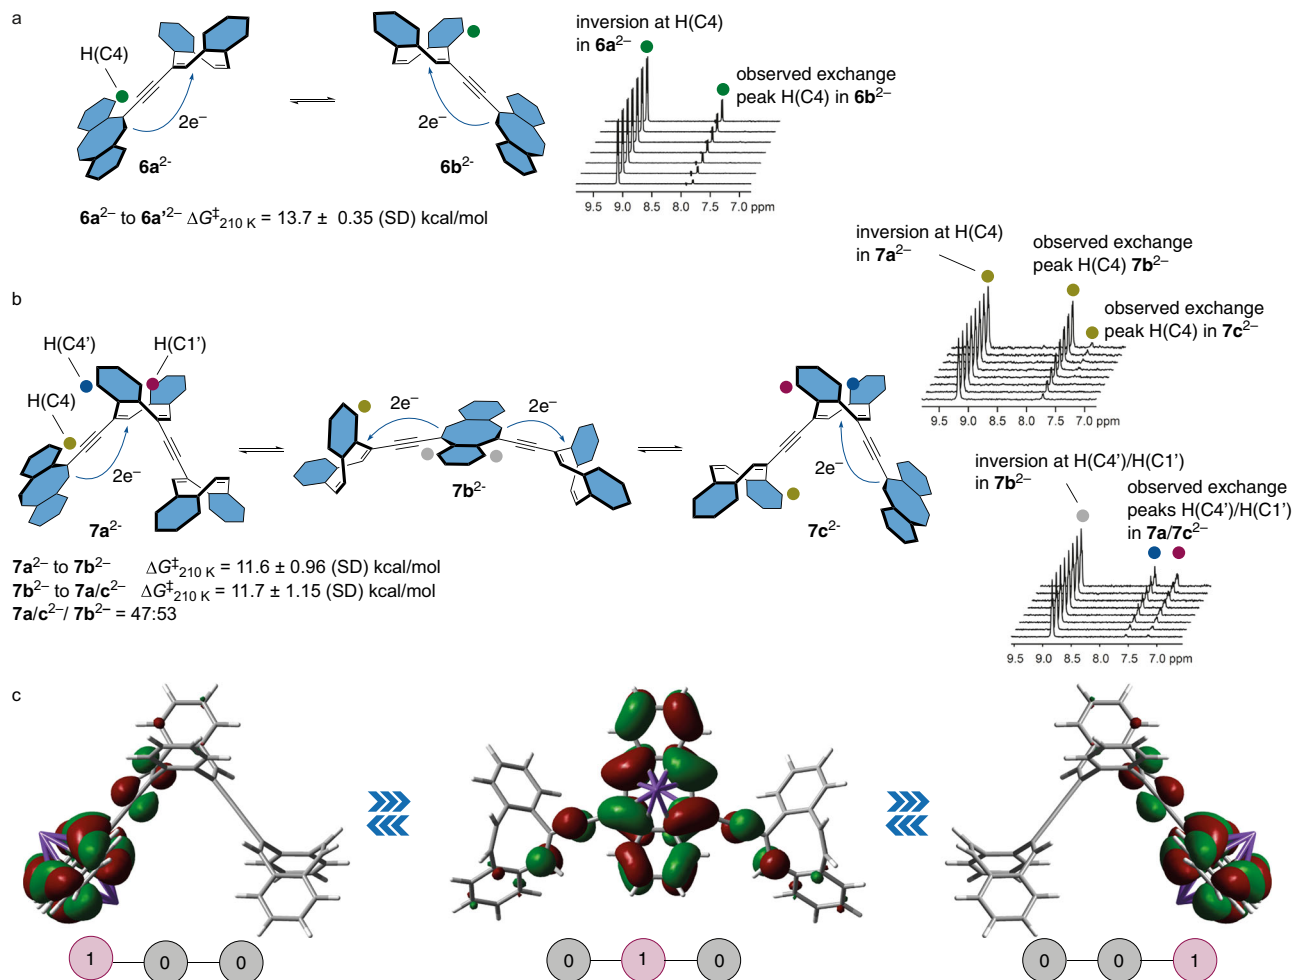 a
H(C4)
2e⁻
6a²⁻
2e⁻
6b²⁻
inversion at H(C4)
in 6a²⁻
observed exchange
peak H(C4) in 6b²⁻
9.5 9.0 8.5 8.0 7.5 7.0 ppm
6a²⁻ to 6a'²⁻ ΔG‡210 K = 13.7 ± 0.35 (SD) kcal/mol
b
H(C4')
H(C1')
H(C4)
2e⁻
7a²⁻
2e⁻
2e⁻
7b²⁻
2e⁻
7c²⁻
inversion at H(C4)
in 7a²⁻
observed exchange
peak H(C4) 7b²⁻
observed exchange
peak H(C4) in 7c²⁻
9.5 9.0 8.5 8.0 7.5 7.0 ppm
inversion at H(C4')/H(C1')
in 7b²⁻
observed exchange
peaks H(C4')/H(C1')
in 7a/7c²⁻
9.5 9.0 8.5 8.0 7.5 7.0 ppm
7a²⁻ to 7b²⁻ ΔG‡210 K = 11.6 ± 0.96 (SD) kcal/mol
7b²⁻ to 7a/c²⁻ ΔG‡210 K = 11.7 ± 1.15 (SD) kcal/mol
7a/c²⁻/ 7b²⁻ = 47:53
c
1 0 0
0 1 0
0 0 1